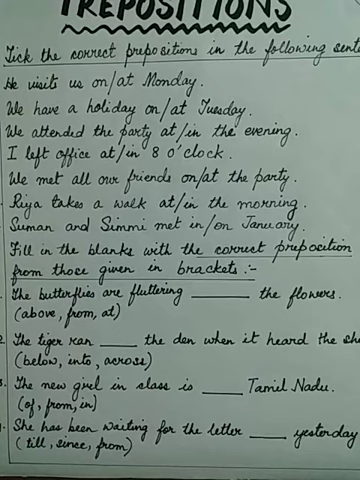 PREPOSITIONS
Tick the correct prepositions in the following sente
He visits us on/at Monday.
We have a holiday on/at Tuesday.
We attended the party at/in the evening.
I left office at/in 8 o'clock.
We met all our friends on/at the party.
Riya takes a walk at/in the morning.
Suman and Simmi met in/on January.
Fill in the blanks with the correct preposition
from those given in brackets :-
The butterflies are fluttering ______ the flowers.
(above, from, at)
2. The tiger ran ____ the den when it heard the sho
(below, into, across)
3. The new girl in class is ____ Tamil Nadu.
(of, from, in)
She has been waiting for the letter ____ yesterday
(till, since, from)